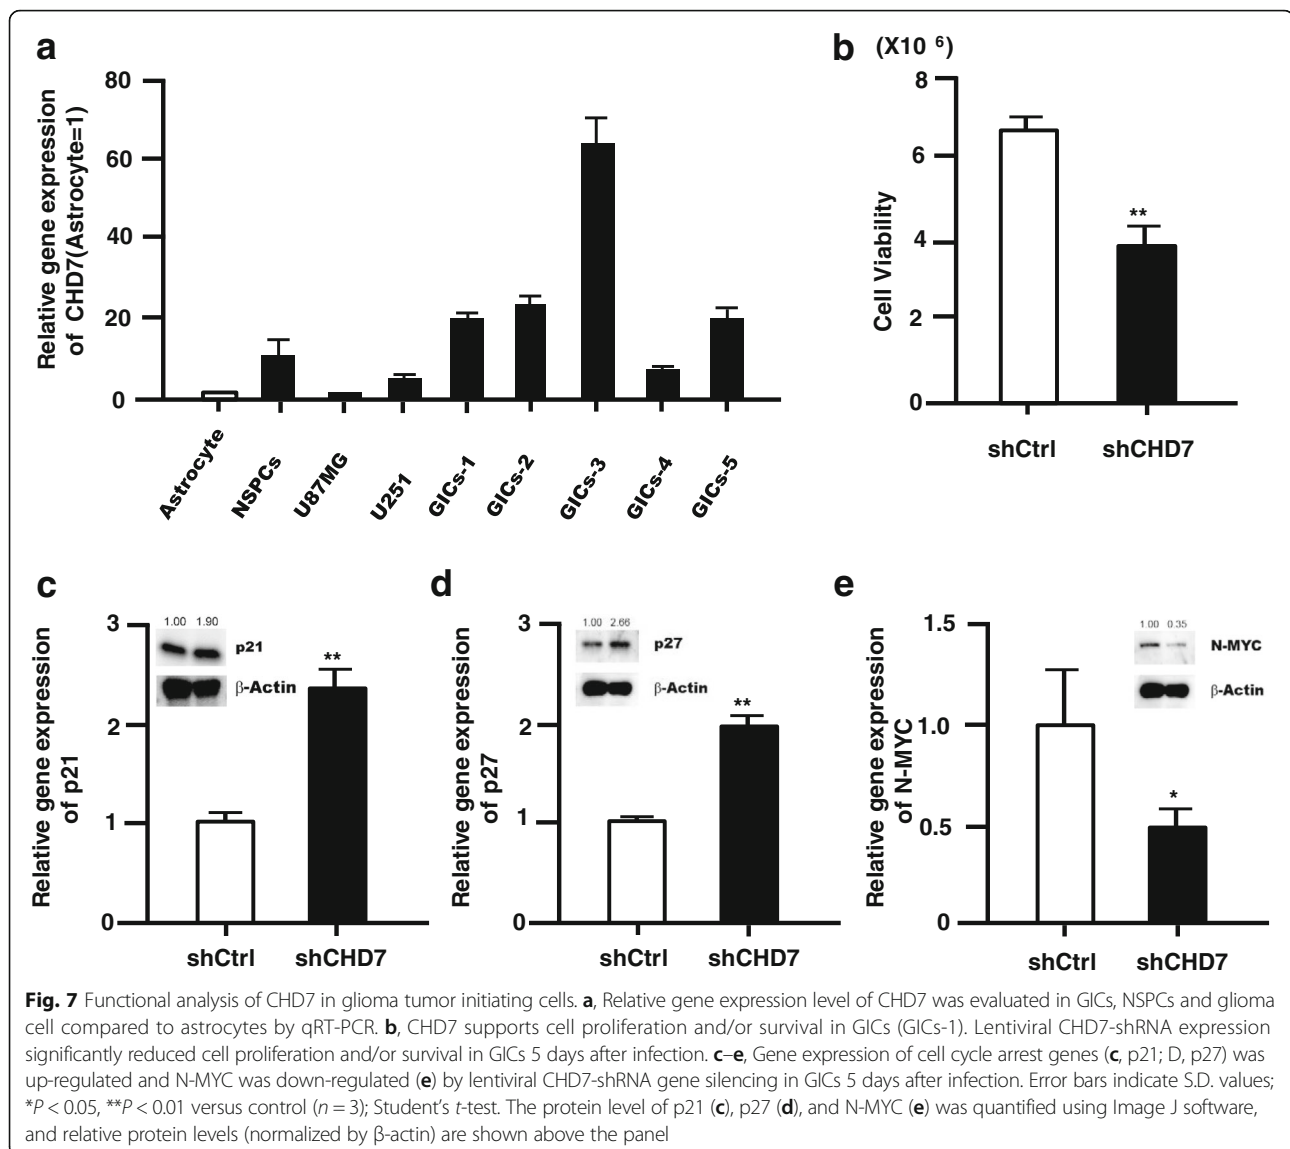 a
Relative gene expression
of CHD7(Astrocyte=1)
80
60
40
20
0
Astrocyte
NSPCs
U87MG
U251
GICs-1
GICs-2
GICs-3
GICs-4
GICs-5
b
(X10 6)
Cell Viability
8
6
4
2
0
**
shCtrl
shCHD7
c
Relative gene expression
of p21
3
2
1
0
1.00 1.90
p21
β-Actin
**
shCtrl
shCHD7
d
Relative gene expression
of p27
3
2
1
0
1.00 2.66
p27
β-Actin
**
shCtrl
shCHD7
e
Relative gene expression
of N-MYC
1.5
1.0
0.5
0
1.00 0.35
N-MYC
β-Actin
*
shCtrl
shCHD7
Fig. 7 Functional analysis of CHD7 in glioma tumor initiating cells. a, Relative gene expression level of CHD7 was evaluated in GICs, NSPCs and glioma
cell compared to astrocytes by qRT-PCR. b, CHD7 supports cell proliferation and/or survival in GICs (GICs-1). Lentiviral CHD7-shRNA expression
significantly reduced cell proliferation and/or survival in GICs 5 days after infection. c–e, Gene expression of cell cycle arrest genes (c, p21; D, p27) was
up-regulated and N-MYC was down-regulated (e) by lentiviral CHD7-shRNA gene silencing in GICs 5 days after infection. Error bars indicate S.D. values;
*P < 0.05, **P < 0.01 versus control (n = 3); Student's t-test. The protein level of p21 (c), p27 (d), and N-MYC (e) was quantified using Image J software,
and relative protein levels (normalized by β-actin) are shown above the panel